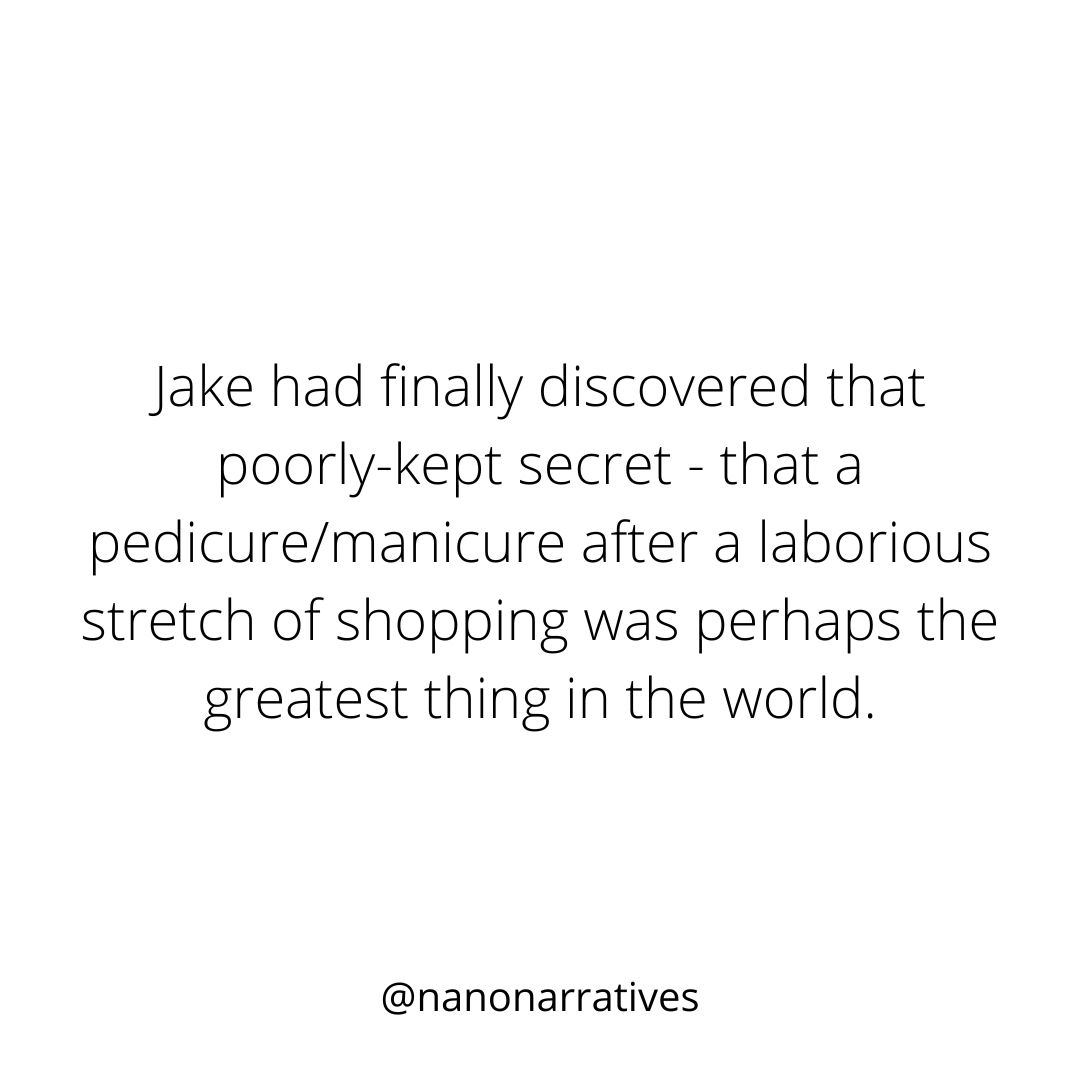 Jake had finally discovered that
poorly-kept secret - that a
pedicure/manicure after a laborious
stretch of shopping was perhaps the
greatest thing in the world.
@nanonarratives